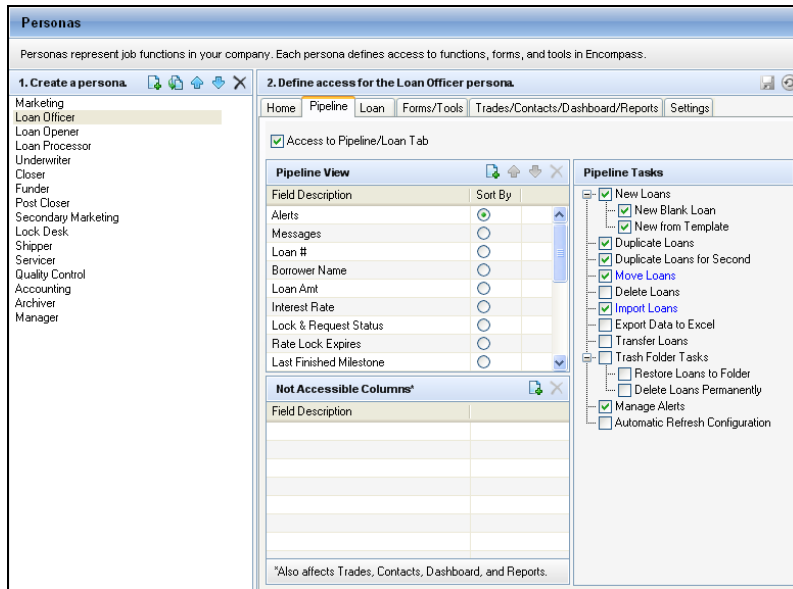 Personas
Personas represent job functions in your company. Each persona defines access to functions, forms, and tools in Encompass.
1. Create a persona.
Marketing
Loan Officer
Loan Opener
Loan Processor
Underwriter
Closer
Funder
Post Closer
Secondary Marketing
Lock Desk
Shipper
Servicer
Quality Control
Accounting
Archiver
Manager
2. Define access for the Loan Officer persona.
Home Pipeline Loan Forms/Tools Trades/Contacts/Dashboard/Reports Settings
Access to Pipeline/Loan Tab
Pipeline View
Field Description Sort By
Alerts
Messages
Loan #
Borrower Name
Loan Amt
Interest Rate
Lock & Request Status
Rate Lock Expires
Last Finished Milestone
Not Accessible Columns*
Field Description
*Also affects Trades, Contacts, Dashboard, and Reports.
Pipeline Tasks
New Loans
New Blank Loan
New from Template
Duplicate Loans
Duplicate Loans for Second
Move Loans
Delete Loans
Import Loans
Export Data to Excel
Transfer Loans
Trash Folder Tasks
Restore Loans to Folder
Delete Loans Permanently
Manage Alerts
Automatic Refresh Configuration